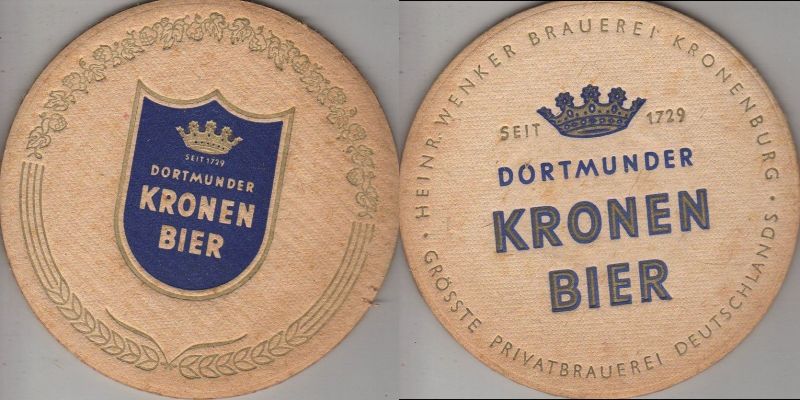 SEIT 1729
DORTMUNDER
KRONEN
BIER
HEINR. WENKER BRAUEREI KRONENBURG
SEIT 1729
DORTMUNDER
KRONEN
BIER
GRÖSSTE PRIVATBRAUEREI DEUTSCHLANDS